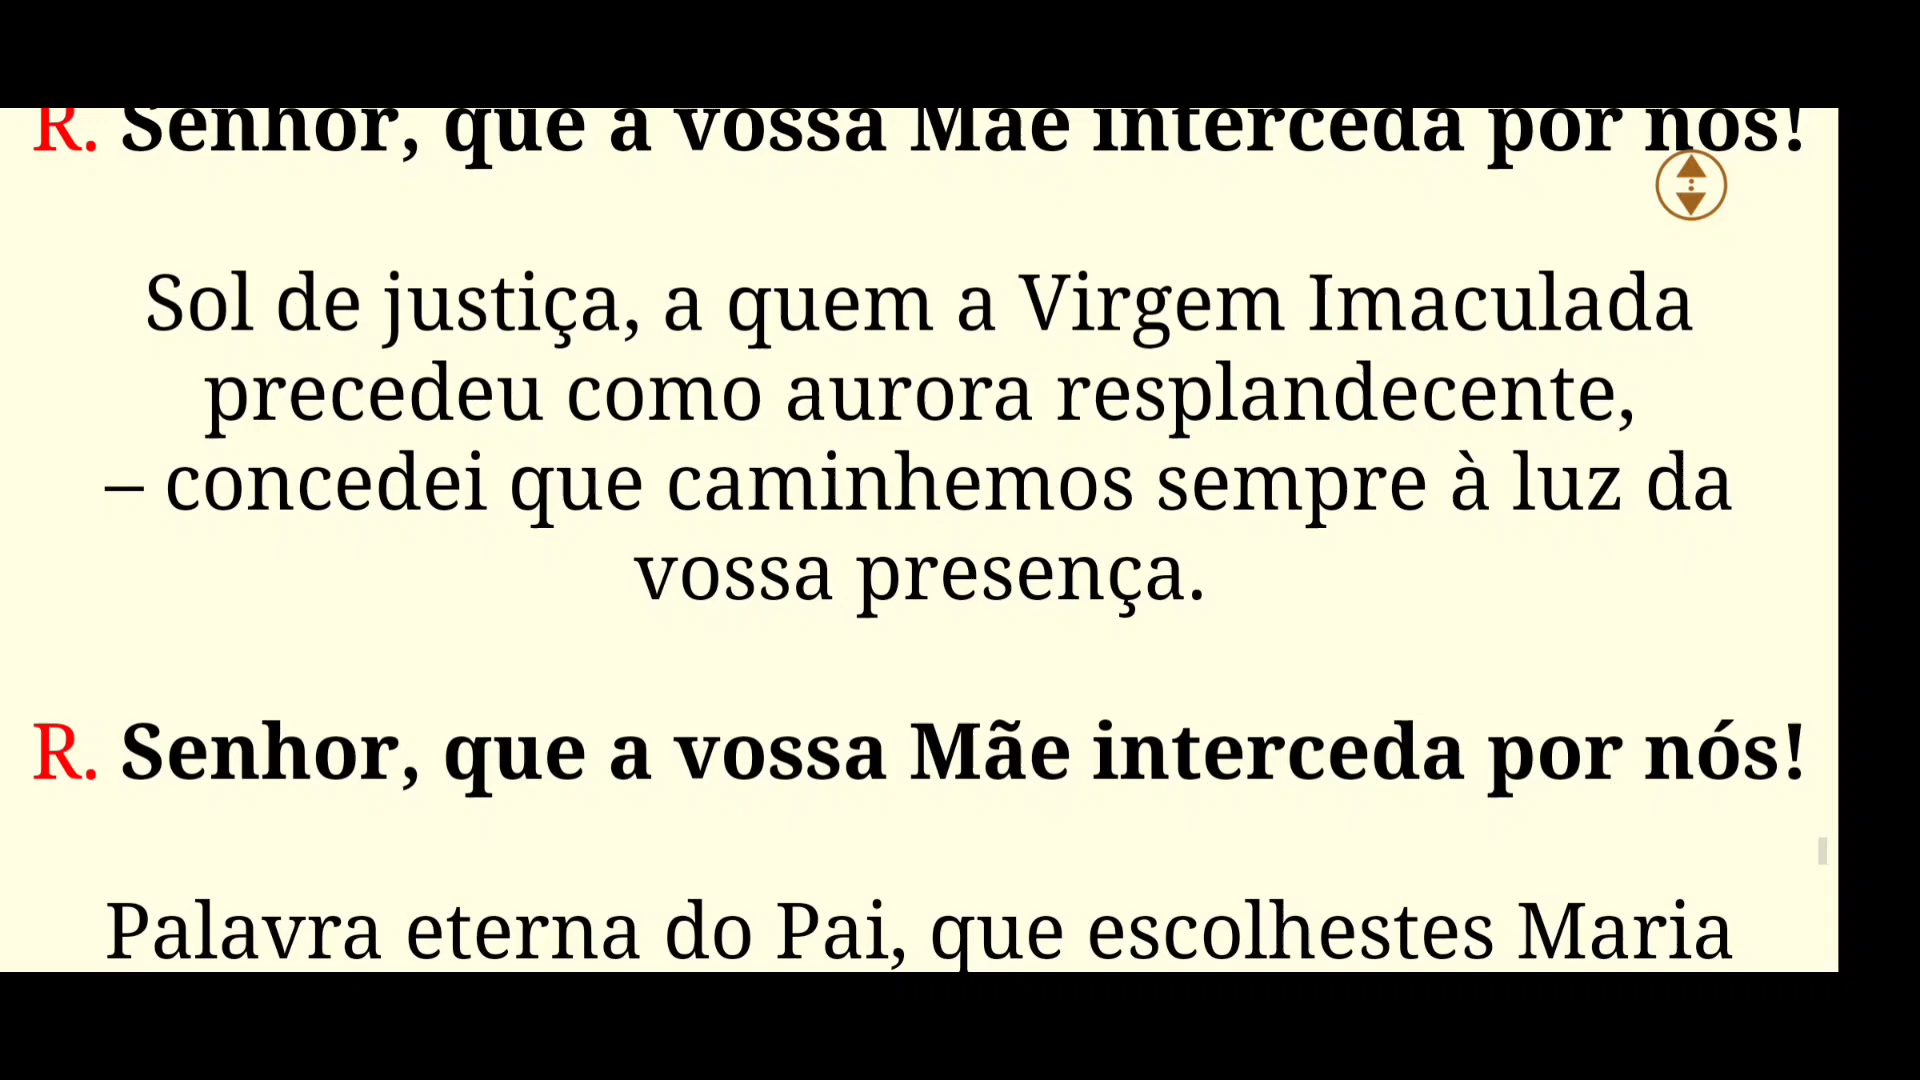 R. Senhor, que a vossa Mãe interceda por nós!
Sol de justiça, a quem a Virgem Imaculada
precedeu como aurora resplandecente,
– concedei que caminhemos sempre à luz da
vossa presença.
R. Senhor, que a vossa Mãe interceda por nós!
Palavra eterna do Pai, que escolhestes Maria